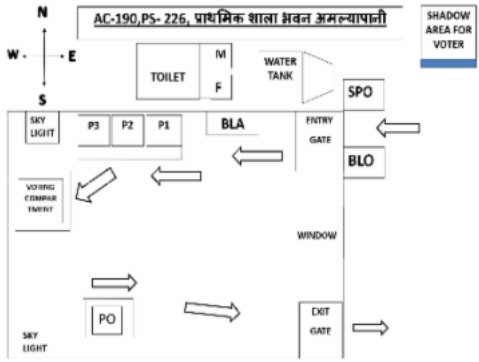 AC-190,PS- 226, प्राथमिक शाला भवन अमल्यापानी
SHADOW
AREA FOR
VOTER
N
W
E
S
TOILET
M
F
WATER
TANK
SPO
SKY
LIGHT
P3
P2
P1
BLA
ENTRY
GATE
BLO
VOTING
COMPAR
TMENT
WINDOW
PO
EXIT
GATE
SKY
LIGHT